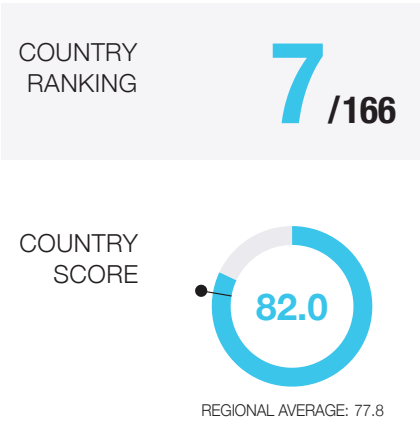 COUNTRY
RANKING
7/166
COUNTRY
SCORE
82.0
REGIONAL AVERAGE: 77.8